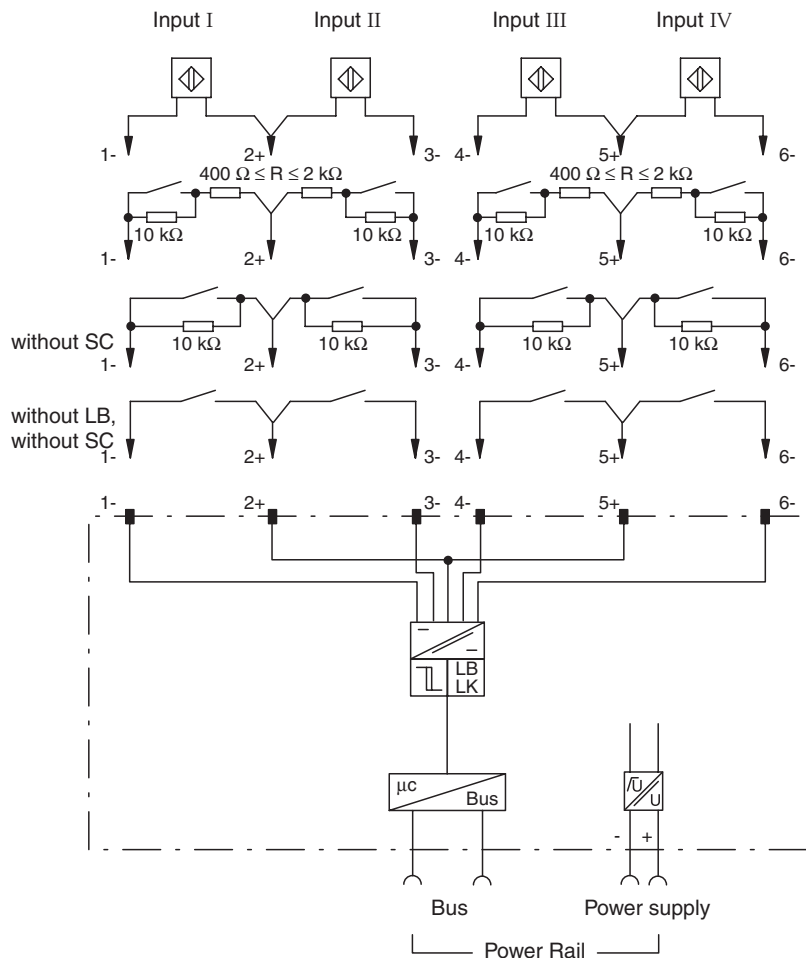 Input I Input II Input III Input IV
1- 2+ 3- 4- 5+ 6-
400 Ω ≤ R ≤ 2 kΩ 400 Ω ≤ R ≤ 2 kΩ
10 kΩ 10 kΩ 10 kΩ 10 kΩ
1- 2+ 3- 4- 5+ 6-
without SC
10 kΩ 10 kΩ 10 kΩ 10 kΩ
1- 2+ 3- 4- 5+ 6-
without LB,
without SC
1- 2+ 3- 4- 5+ 6-
1- 2+ 3- 4- 5+ 6-
LB
LK
µc
Bus
U
U
- +
Bus Power supply
Power Rail